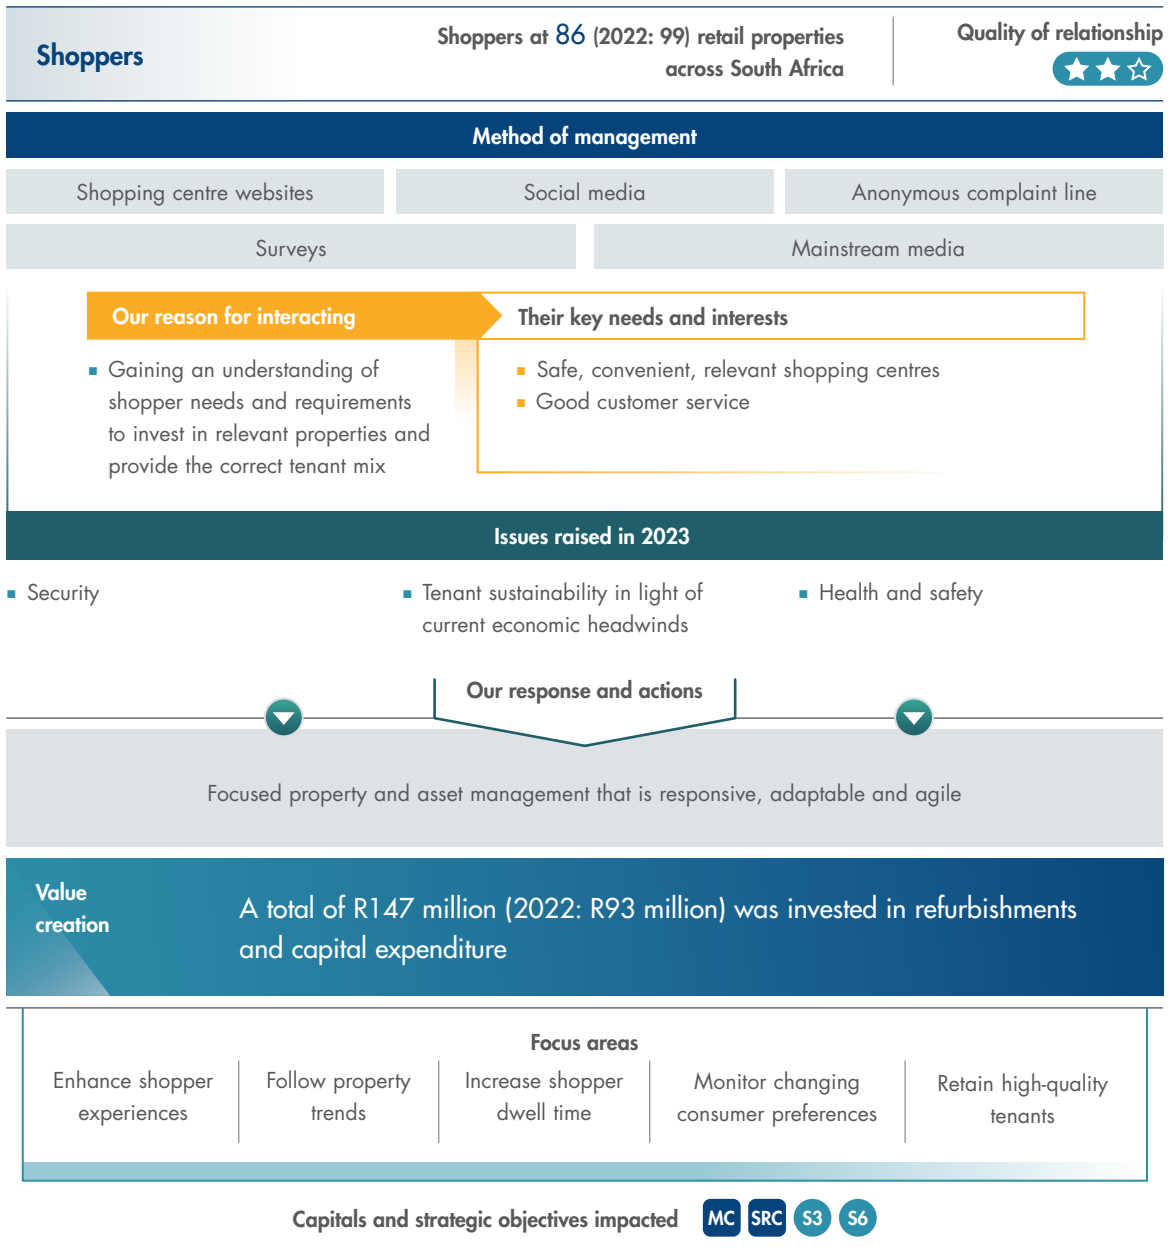 Shoppers
Shoppers at 86 (2022: 99) retail properties
across South Africa
Quality of relationship
Method of management
Shopping centre websites
Social media
Anonymous complaint line
Surveys
Mainstream media
Our reason for interacting
Gaining an understanding of
shopper needs and requirements
to invest in relevant properties and
provide the correct tenant mix
Their key needs and interests
Safe, convenient, relevant shopping centres
Good customer service
Issues raised in 2023
Security
Tenant sustainability in light of
current economic headwinds
Health and safety
Our response and actions
Focused property and asset management that is responsive, adaptable and agile
Value
creation
A total of R147 million (2022: R93 million) was invested in refurbishments
and capital expenditure
Focus areas
Enhance shopper
experiences
Follow property
trends
Increase shopper
dwell time
Monitor changing
consumer preferences
Retain high-quality
tenants
Capitals and strategic objectives impacted MC SRC S3 S6